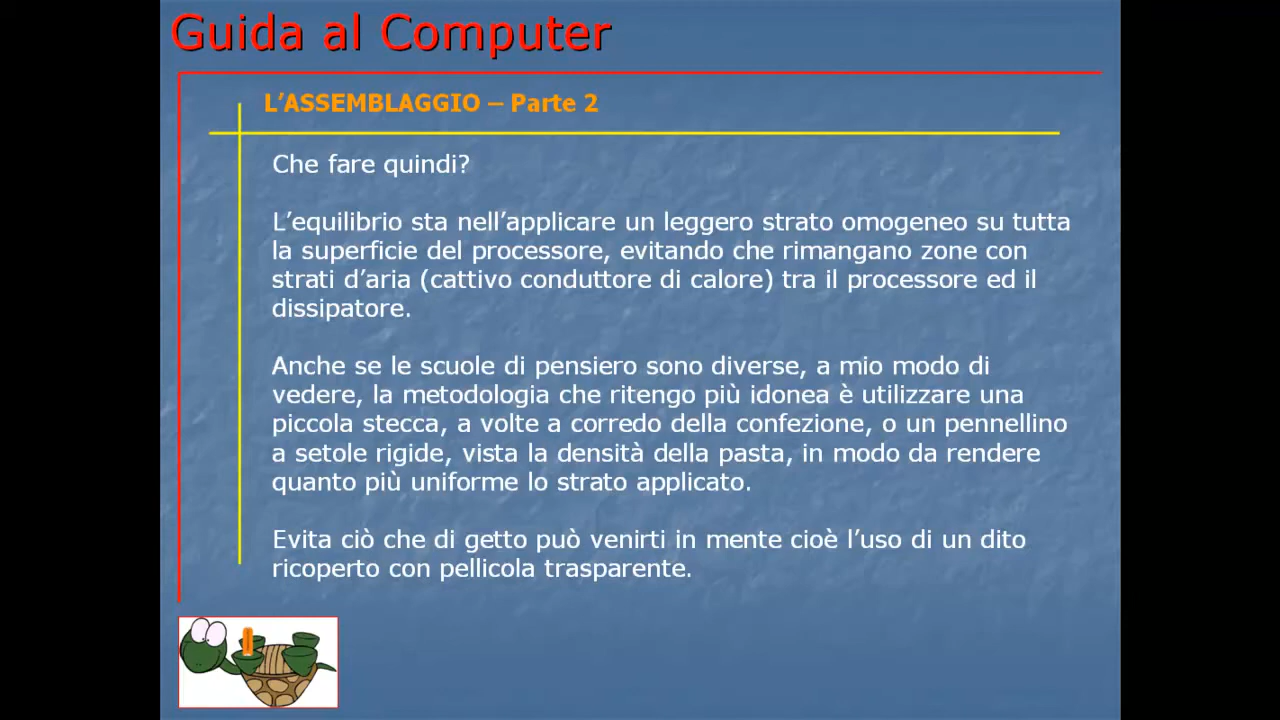 Guida al Computer
L’ASSEMBLAGGIO – Parte 2
Che fare quindi?
L’equilibrio sta nell’applicare un leggero strato omogeneo su tutta
la superficie del processore, evitando che rimangano zone con
strati d’aria (cattivo conduttore di calore) tra il processore ed il
dissipatore.
Anche se le scuole di pensiero sono diverse, a mio modo di
vedere, la metodologia che ritengo più idonea è utilizzare una
piccola stecca, a volte a corredo della confezione, o un pennellino
a setole rigide, vista la densità della pasta, in modo da rendere
quanto più uniforme lo strato applicato.
Evita ciò che di getto può venirti in mente cioè l’uso di un dito
ricoperto con pellicola trasparente.